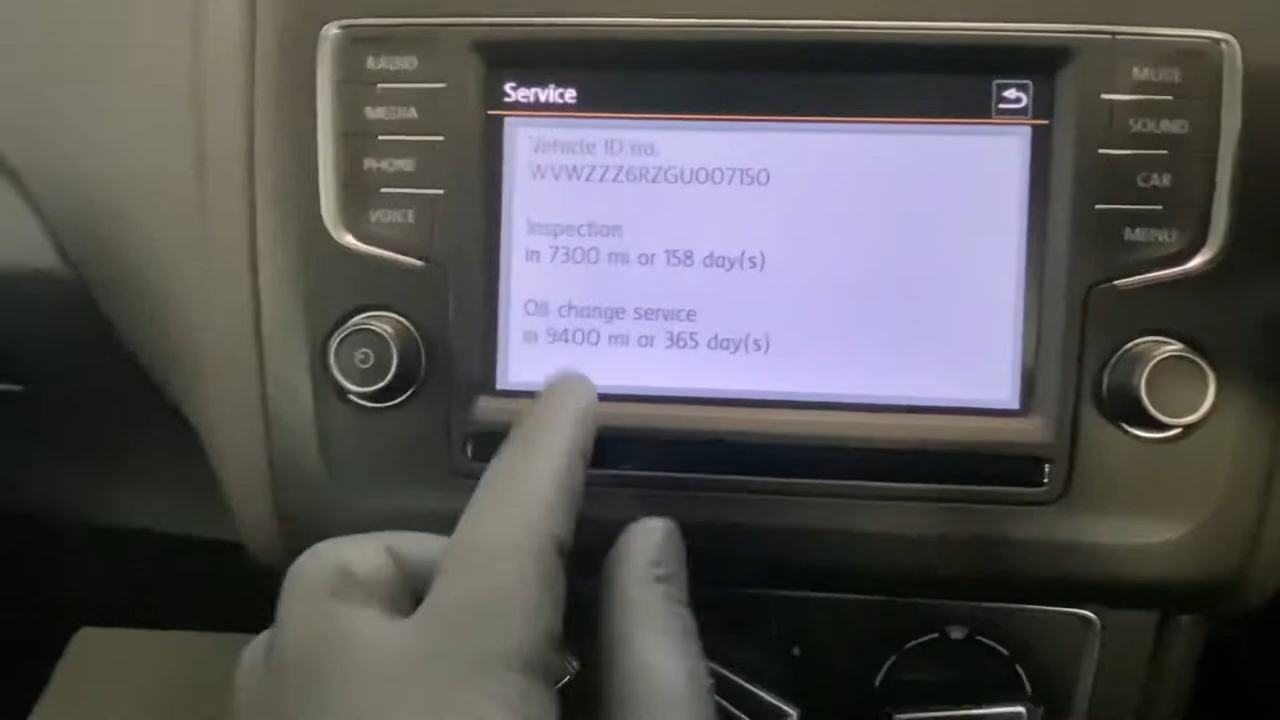 RADIO
MEDIA
PHONE
VOICE
Service
Vehicle ID no.
WVWZZZ6RZGU007150
Inspection
in 7300 mi or 158 day(s)
Oil change service
in 9400 mi or 365 day(s)
MUTE
SOUND
CAR
MENU